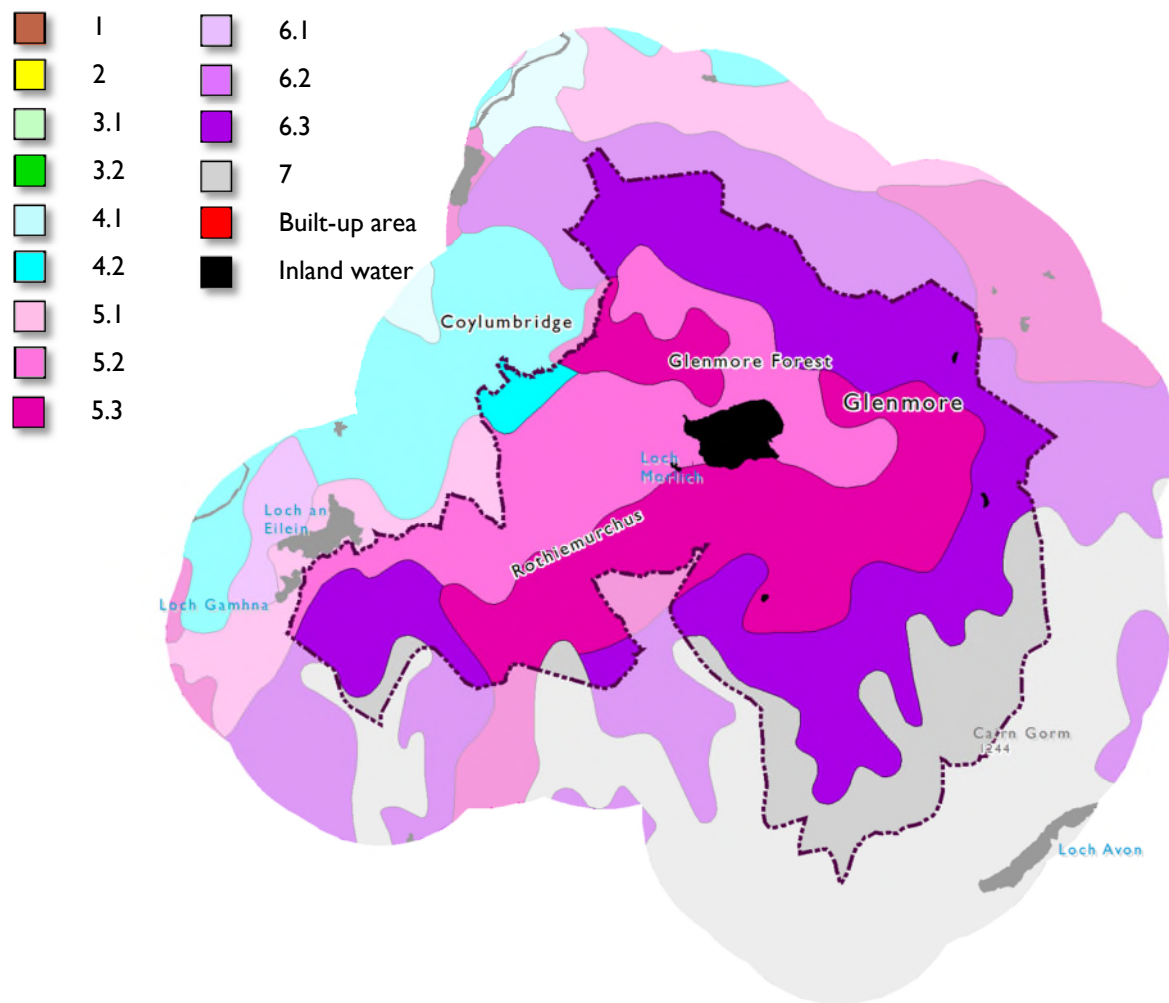 1
2
3.1
3.2
4.1
4.2
5.1
5.2
5.3
6.1
6.2
6.3
7
Built-up area
Inland water
Coylumbridge
Glenmore Forest
Glenmore
Loch
Morlich
Loch an
Eilein
Rothiemurchus
Loch Gamhna
Cairn Gorm
1244
Loch Avon